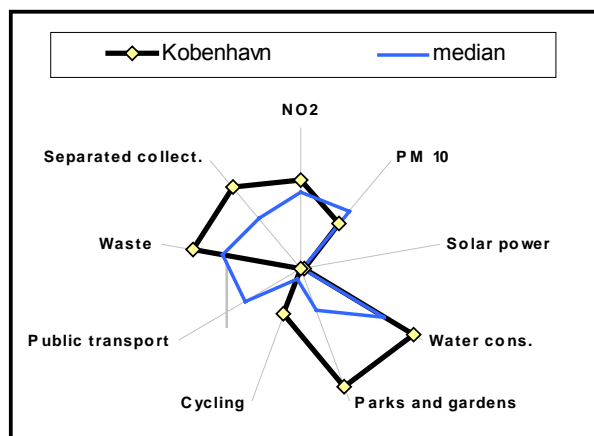 Kobenhavn median
NO2
Separated collect. PM 10
Waste Solar power
Public transport Water cons.
Cycling Parks and gardens